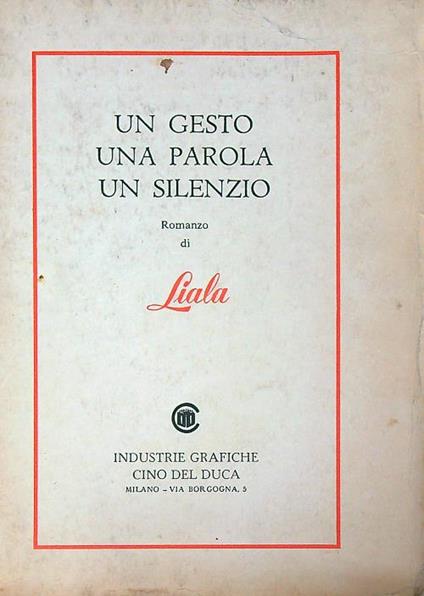 UN GESTO
UNA PAROLA
UN SILENZIO
Romanzo
di
Liala
INDUSTRIE GRAFICHE
CINO DEL DUCA
MILANO – VIA BORGOGNA, 5